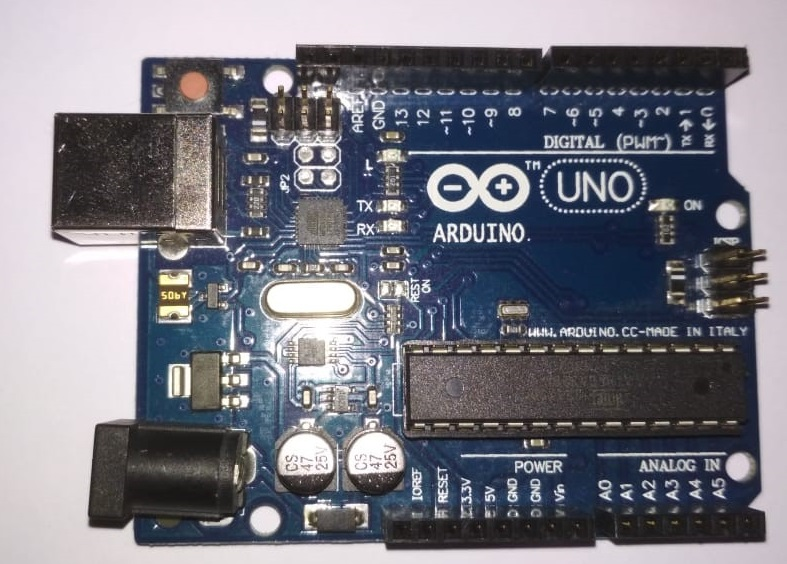 AREF
GND
13
12
~11
~10
~9
8
7
~6
~5
4
~3
2
TX→1
RX←0
DIGITAL (PWM~)
JP2
L
TX
RX
TM
UNO
ON
ARDUINO
ICSP
REST
ON
506Y
WWW.ARDUINO.CC-MADE IN ITALY
CS
47
25V
CS
47
25V
POWER
ANALOG IN
IOREF
RESET
3.3V
5V
GND
GND
Vin
A0
A1
A2
A3
A4
A5